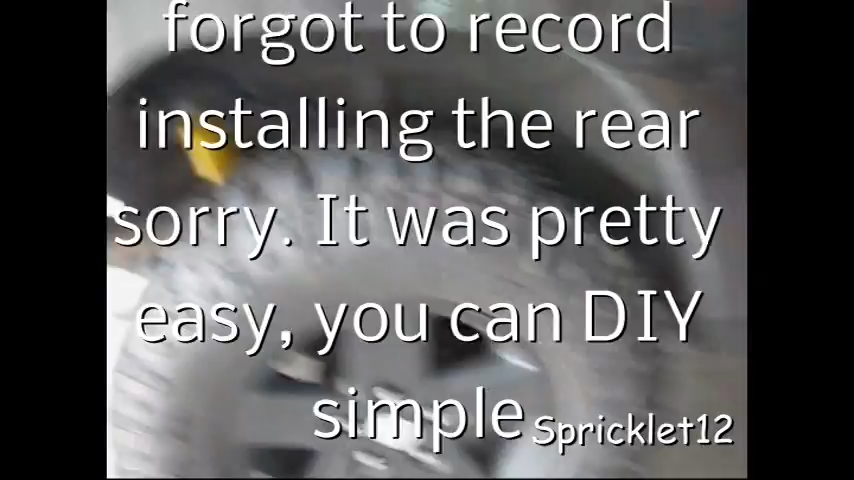 forgot to record
installing the rear
sorry. It was pretty
easy, you can DIY
simple
Spricklet12